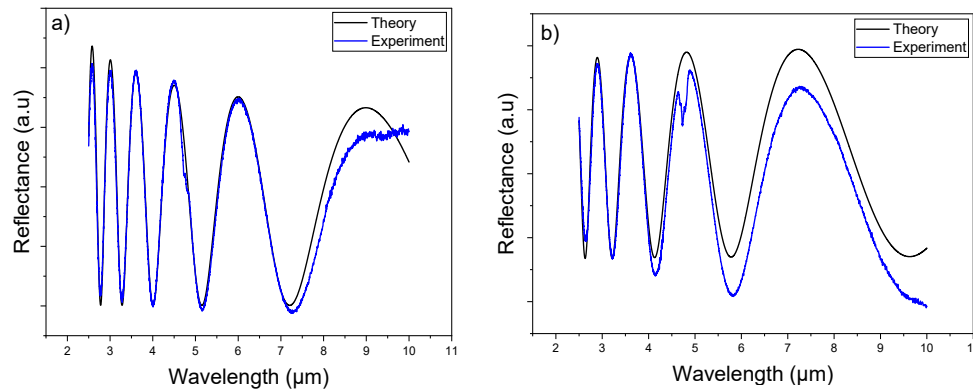 a)
Theory
Experiment
Reflectance (a.u)
2 3 4 5 6 7 8 9 10 11
Wavelength (µm)
b)
Theory
Experiment
Reflectance (a.u)
2 3 4 5 6 7 8 9 10
Wavelength (µm)